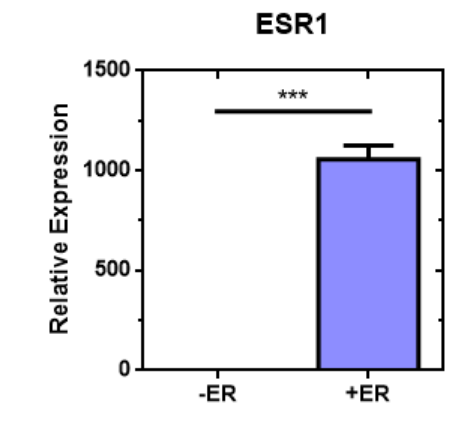 ESR1
1500
***
1000
500
0
Relative Expression
-ER
+ER